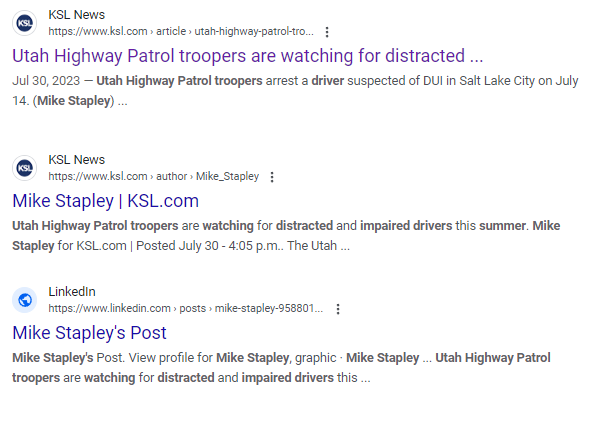 KSL News
https://www.ksl.com › article › utah-highway-patrol-tro...
Utah Highway Patrol troopers are watching for distracted ...
Jul 30, 2023 — Utah Highway Patrol troopers arrest a driver suspected of DUI in Salt Lake City on July
14. (Mike Stapley) ...
KSL News
https://www.ksl.com › author › Mike_Stapley
Mike Stapley | KSL.com
Utah Highway Patrol troopers are watching for distracted and impaired drivers this summer. Mike
Stapley for KSL.com | Posted July 30 - 4:05 p.m.. The Utah ...
LinkedIn
https://www.linkedin.com › posts › mike-stapley-958801...
Mike Stapley's Post
Mike Stapley's Post. View profile for Mike Stapley, graphic · Mike Stapley ... Utah Highway Patrol
troopers are watching for distracted and impaired drivers this ...